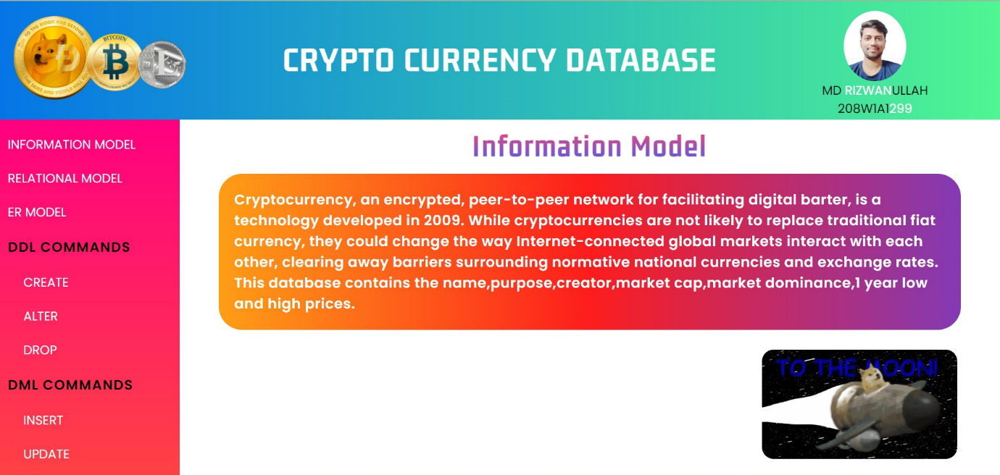 TO THE MOON AND BEYOND
BITCOIN
CRYPTO CURRENCY DATABASE
MD RIZWANULLAH
208W1A1299
INFORMATION MODEL
RELATIONAL MODEL
ER MODEL
DDL COMMANDS
CREATE
ALTER
DROP
DML COMMANDS
INSERT
UPDATE
Information Model
Cryptocurrency, an encrypted, peer-to-peer network for facilitating digital barter, is a
technology developed in 2009. While cryptocurrencies are not likely to replace traditional fiat
currency, they could change the way Internet-connected global markets interact with each
other, clearing away barriers surrounding normative national currencies and exchange rates.
This database contains the name,purpose,creator,market cap,market dominance,1 year low
and high prices.
TO THE MOON!